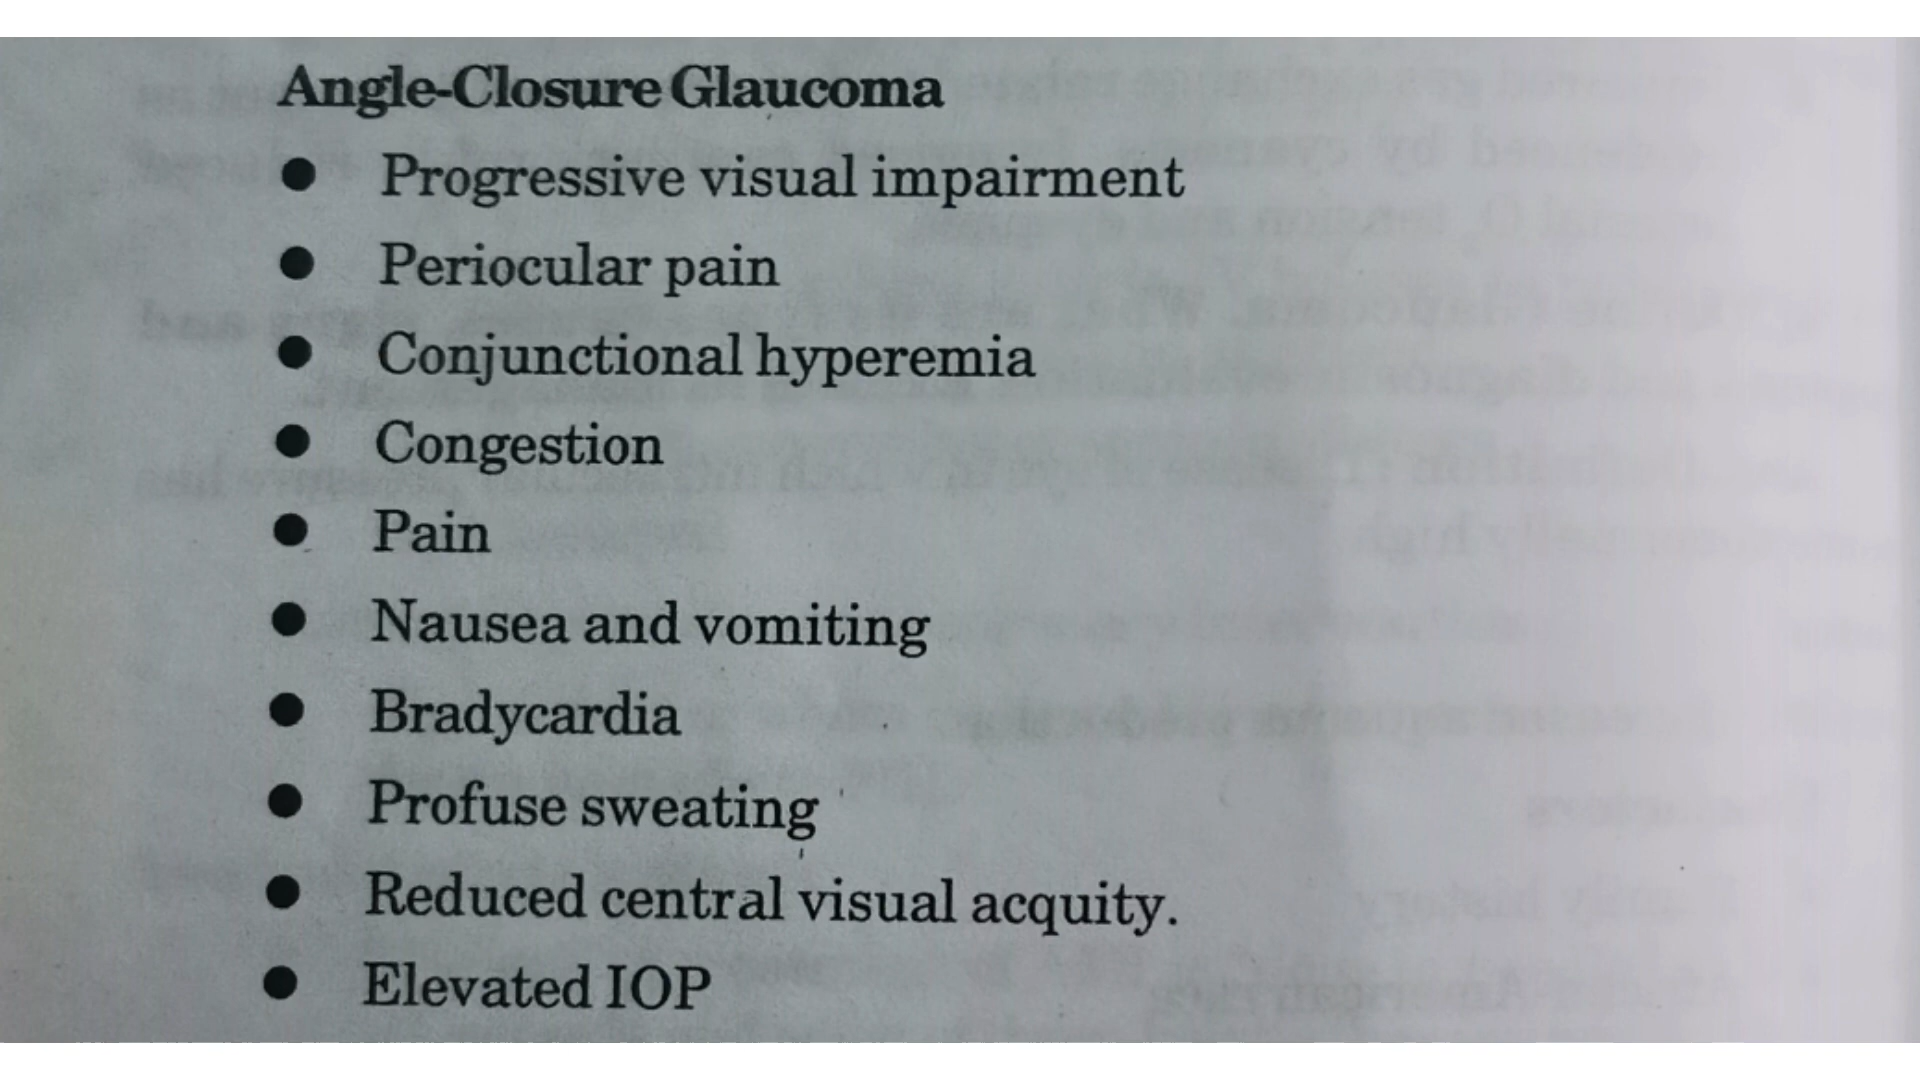 Angle-Closure Glaucoma
● Progressive visual impairment
● Periocular pain
● Conjunctional hyperemia
● Congestion
● Pain
● Nausea and vomiting
● Bradycardia
● Profuse sweating
● Reduced central visual acquity.
● Elevated IOP